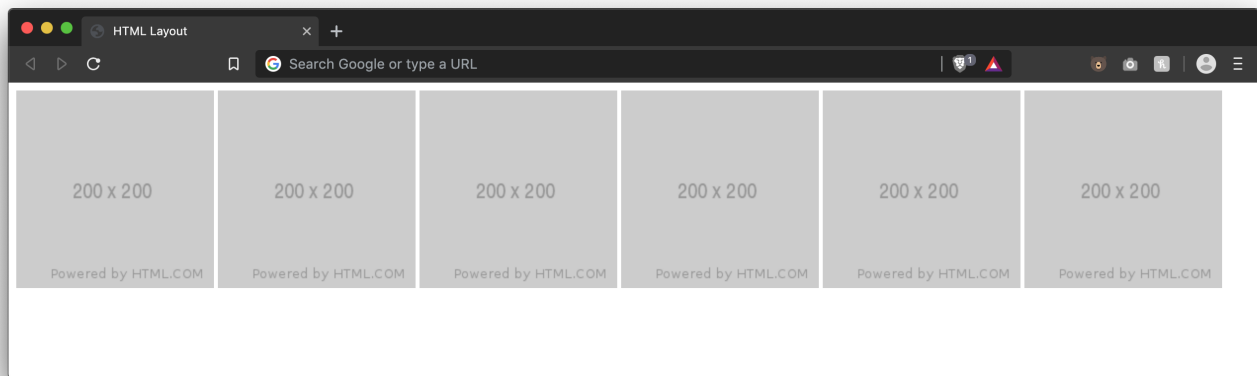 HTML Layout
Search Google or type a URL
1
200 x 200 200 x 200 200 x 200 200 x 200 200 x 200 200 x 200
Powered by HTML.COM Powered by HTML.COM Powered by HTML.COM Powered by HTML.COM Powered by HTML.COM Powered by HTML.COM